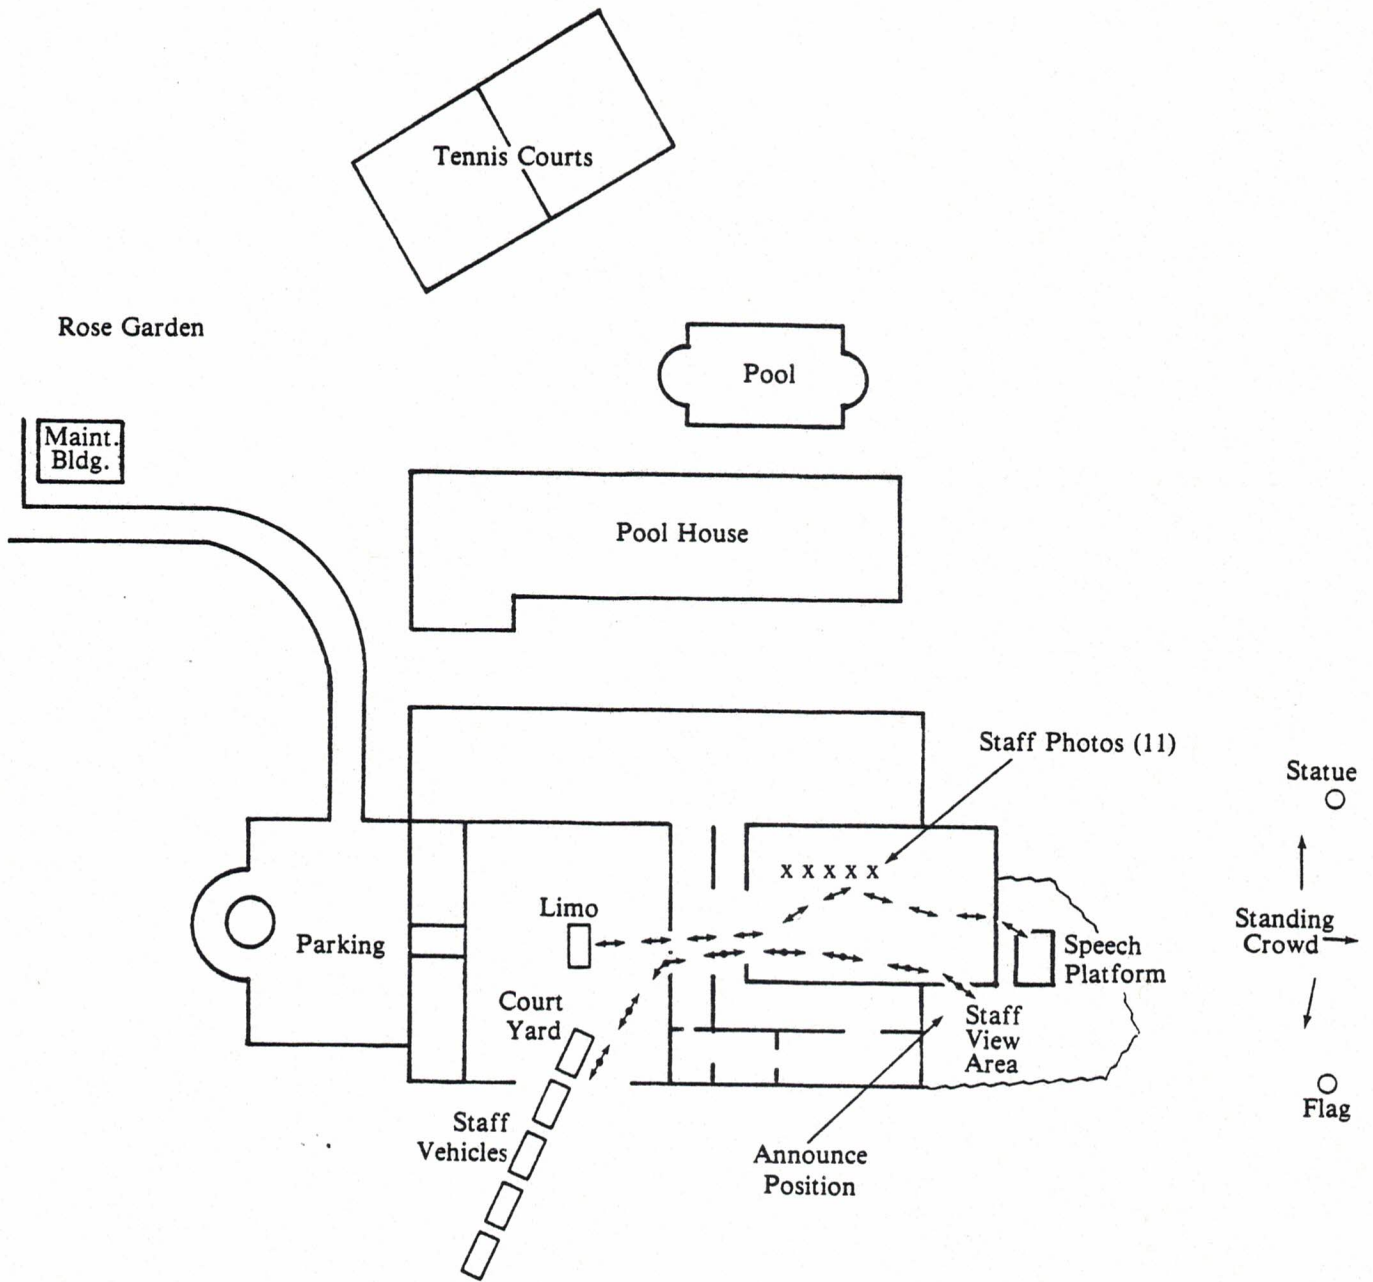 Tennis Courts
Rose Garden
Pool
Maint.
Bldg.
Pool House
Staff Photos (11)
Statue
x x x x x
Limo
Parking
Standing
Crowd
Speech
Platform
Court
Yard
Staff
View
Area
Staff
Vehicles
Flag
Announce
Position